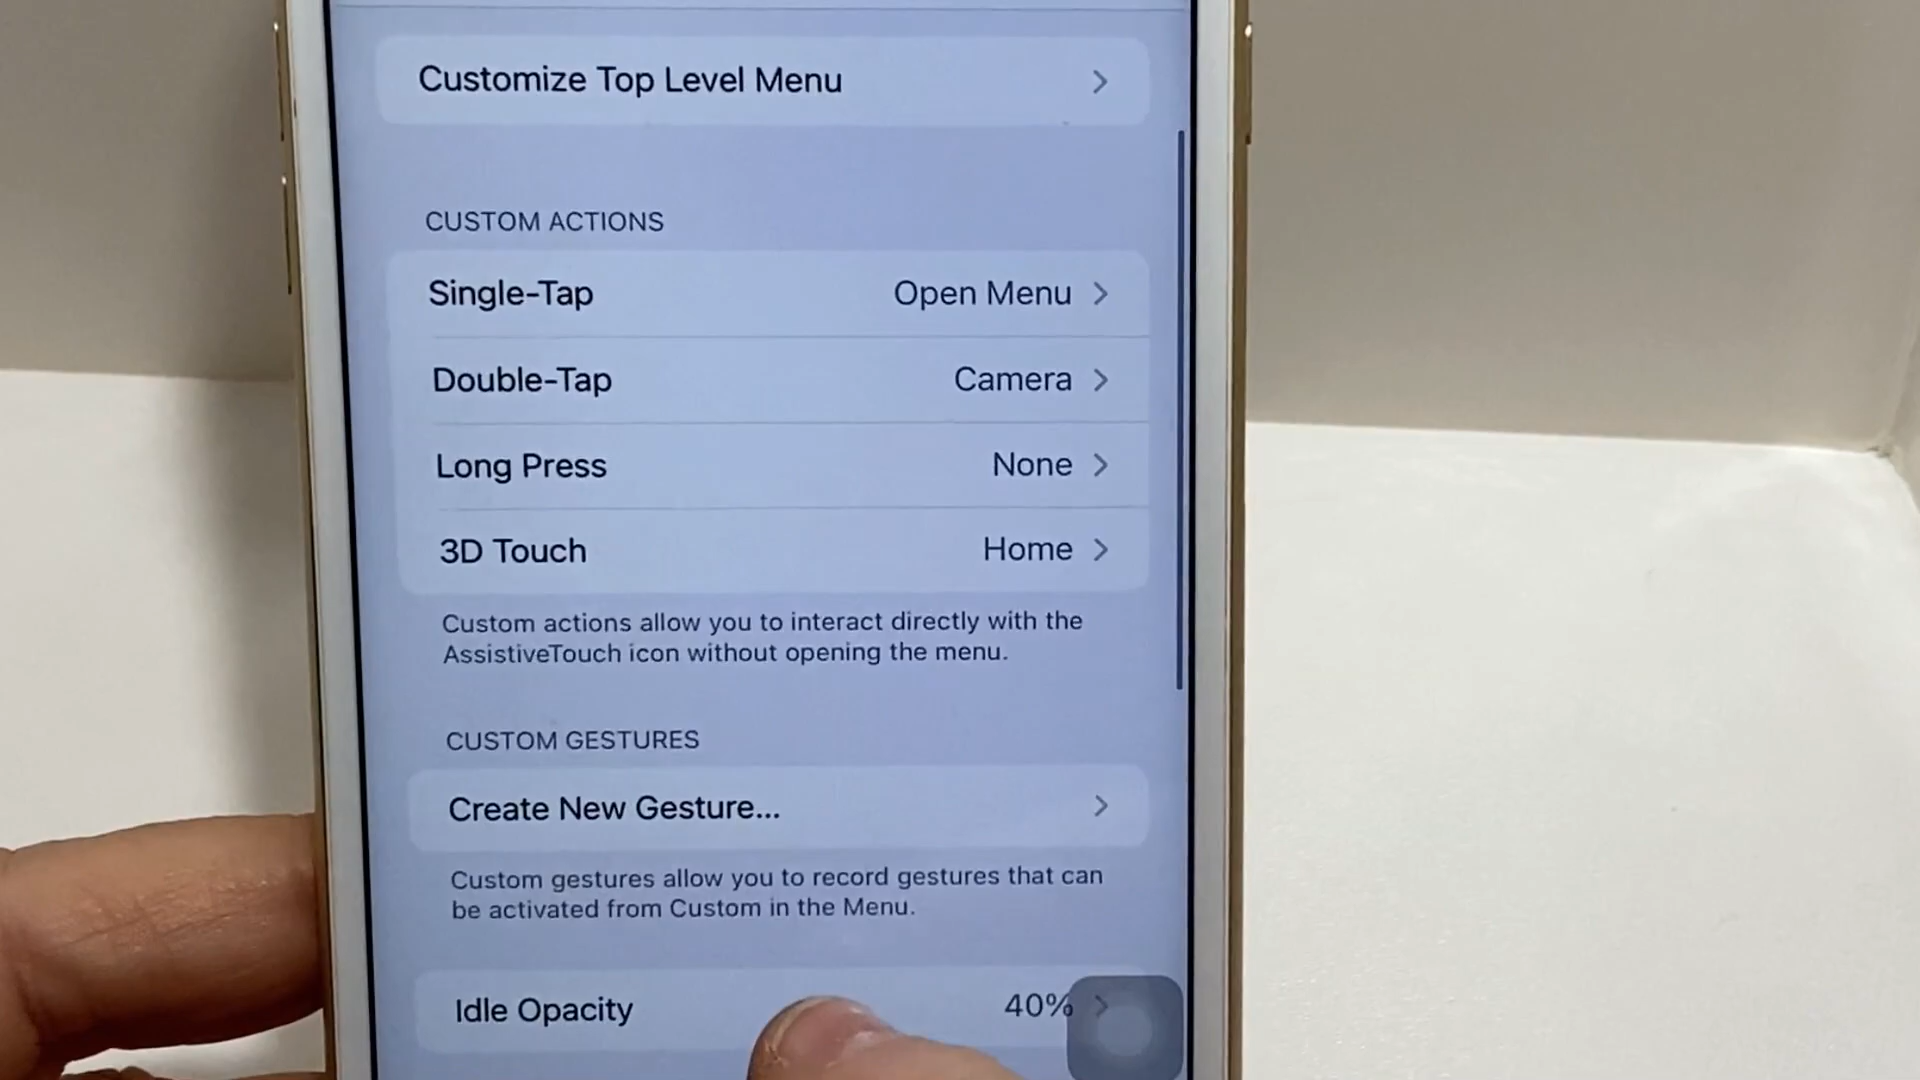 Customize Top Level Menu
CUSTOM ACTIONS
Single-Tap Open Menu
Double-Tap Camera
Long Press None
3D Touch Home
Custom actions allow you to interact directly with the
AssistiveTouch icon without opening the menu.
CUSTOM GESTURES
Create New Gesture...
Custom gestures allow you to record gestures that can
be activated from Custom in the Menu.
Idle Opacity 40%